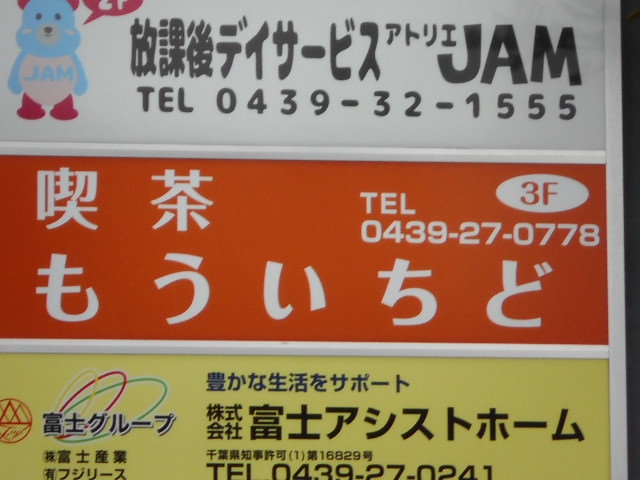 2F
JAM
放課後デイサービス アトリエ JAM
TEL 0439-32-1555
喫茶
3F
TEL
0439-27-0778
もういちど
富士グループ
㈱富士産業
㈲フジリース
豊かな生活をサポート
株式会社 富士アシストホーム
千葉県知事許可(1)第16829号
TEL.0439-27-0241